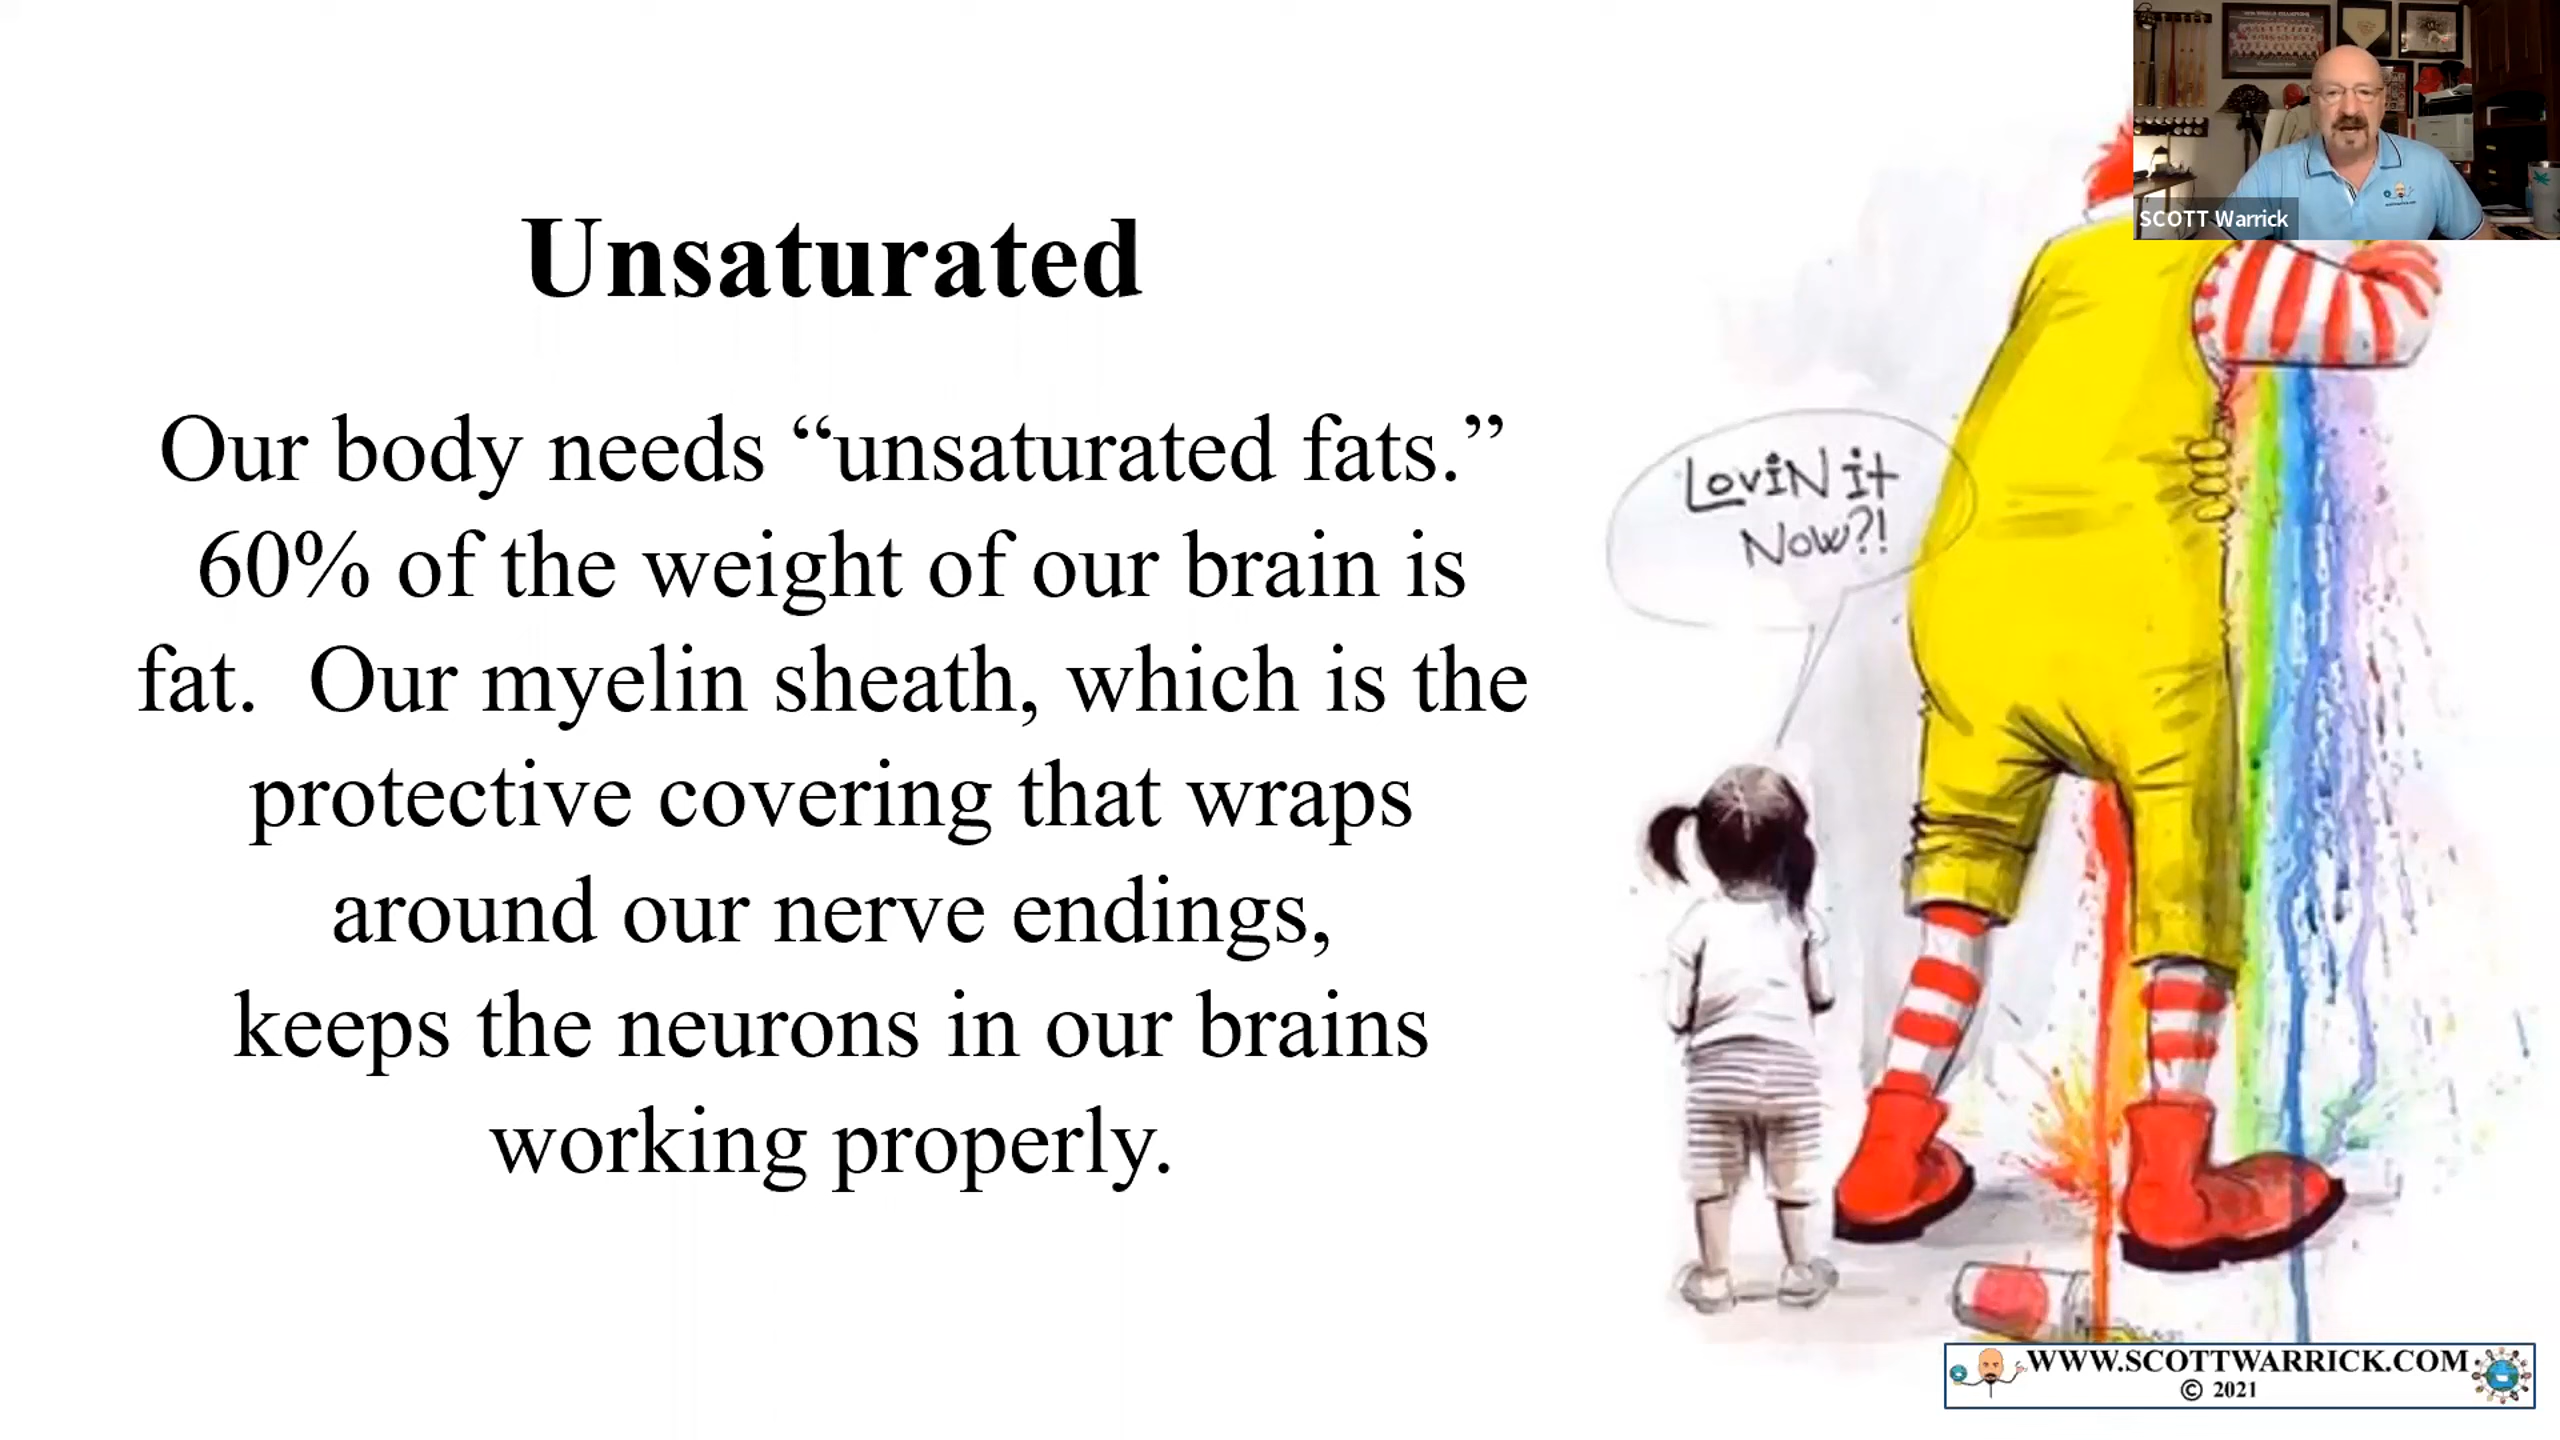 Unsaturated
Our body needs “unsaturated fats.”
60% of the weight of our brain is
fat.  Our myelin sheath, which is the
protective covering that wraps
around our nerve endings,
keeps the neurons in our brains
working properly.
LoviN it
Now?!
SCOTT Warrick
WWW.SCOTTWARRICK.COM
© 2021